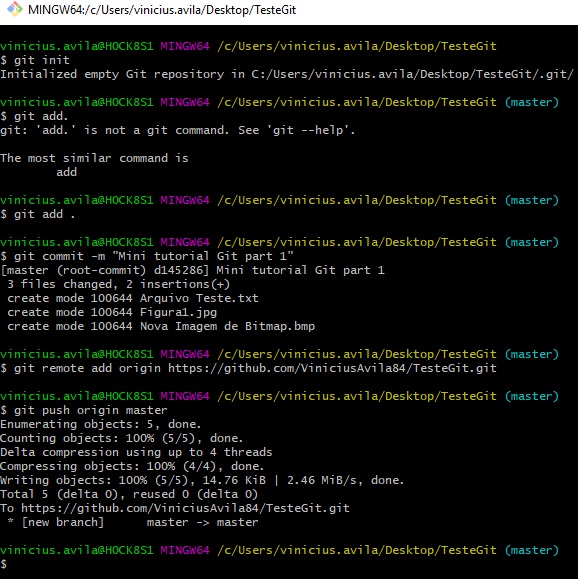 MINGW64:/c/Users/vinicius.avila/Desktop/TesteGit
vinicius.avila@HOCK8S1 MINGW64 /c/Users/vinicius.avila/Desktop/TesteGit
$ git init
Initialized empty Git repository in C:/Users/vinicius.avila/Desktop/TesteGit/.git/
vinicius.avila@HOCK8S1 MINGW64 /c/Users/vinicius.avila/Desktop/TesteGit (master)
$ git add.
git: 'add.' is not a git command. See 'git --help'.
The most similar command is
add
vinicius.avila@HOCK8S1 MINGW64 /c/Users/vinicius.avila/Desktop/TesteGit (master)
$ git add .
vinicius.avila@HOCK8S1 MINGW64 /c/Users/vinicius.avila/Desktop/TesteGit (master)
$ git commit -m "Mini tutorial Git part 1"
[master (root-commit) d145286] Mini tutorial Git part 1
3 files changed, 2 insertions(+)
create mode 100644 Arquivo Teste.txt
create mode 100644 Figura1.jpg
create mode 100644 Nova Imagem de Bitmap.bmp
vinicius.avila@HOCK8S1 MINGW64 /c/Users/vinicius.avila/Desktop/TesteGit (master)
$ git remote add origin https://github.com/ViniciusAvila84/TesteGit.git
vinicius.avila@HOCK8S1 MINGW64 /c/Users/vinicius.avila/Desktop/TesteGit (master)
$ git push origin master
Enumerating objects: 5, done.
Counting objects: 100% (5/5), done.
Delta compression using up to 4 threads
Compressing objects: 100% (4/4), done.
Writing objects: 100% (5/5), 14.76 KiB | 2.46 MiB/s, done.
Total 5 (delta 0), reused 0 (delta 0)
To https://github.com/ViniciusAvila84/TesteGit.git
* [new branch] master -> master
vinicius.avila@HOCK8S1 MINGW64 /c/Users/vinicius.avila/Desktop/TesteGit (master)
$